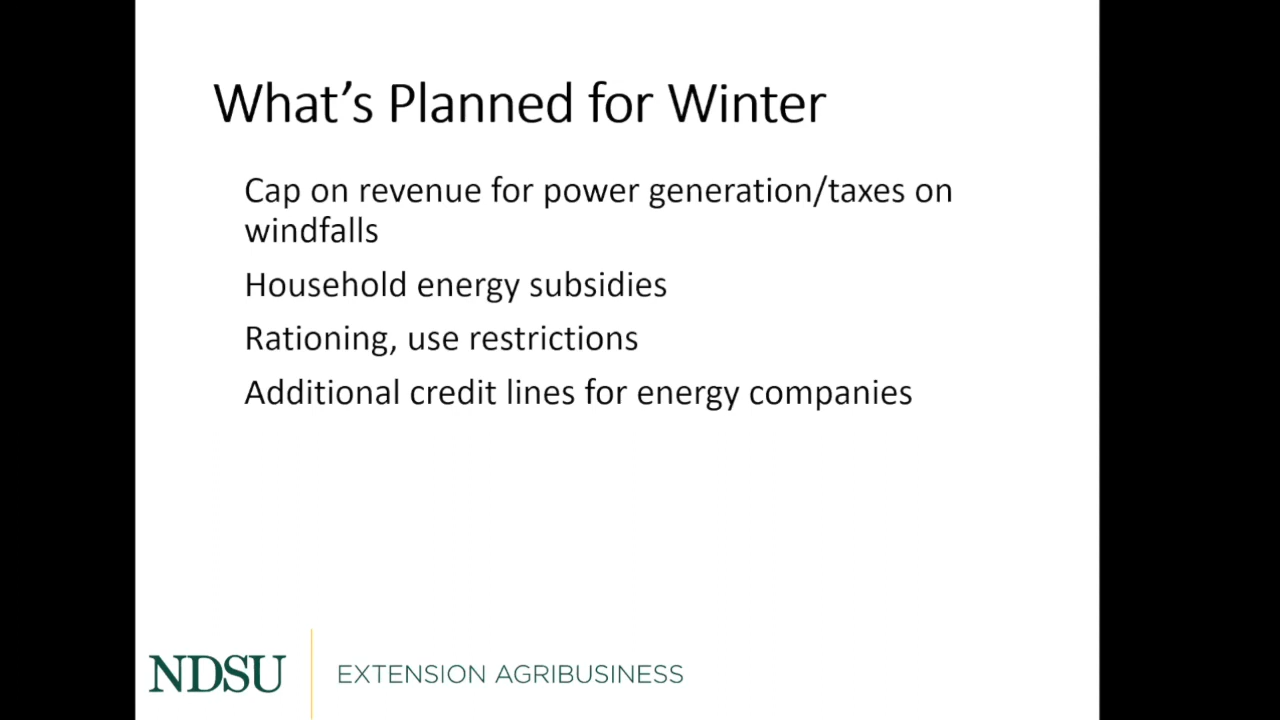 What's Planned for Winter
Cap on revenue for power generation/taxes on
windfalls
Household energy subsidies
Rationing, use restrictions
Additional credit lines for energy companies
NDSU EXTENSION AGRIBUSINESS